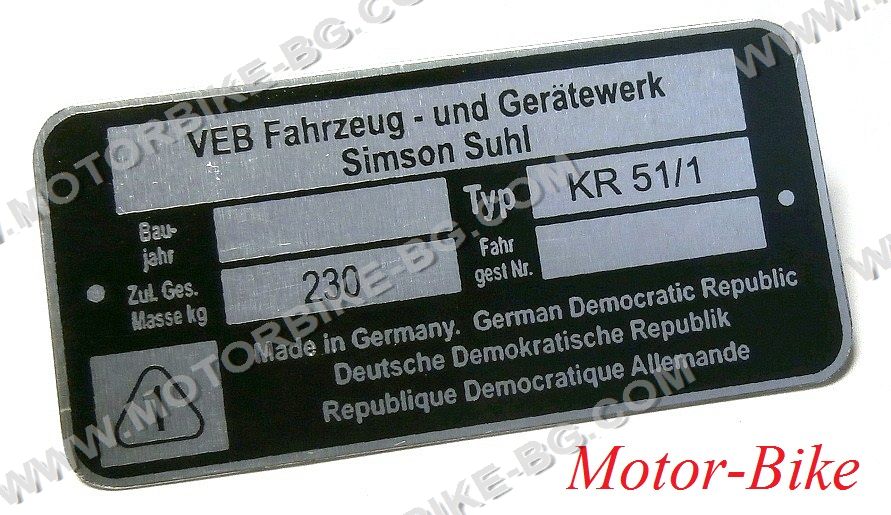 VEB Fahrzeug - und Gerätewerk
Simson Suhl
Bau-
jahr
Typ
KR 51/1
Zul. Ges.
Masse kg
230
Fahr
gest Nr.
Made in Germany. German Democratic Republic
Deutsche Demokratische Republik
Republique Democratique Allemande
1
WWW.MOTORBIKE-BG.COM
Motor-Bike